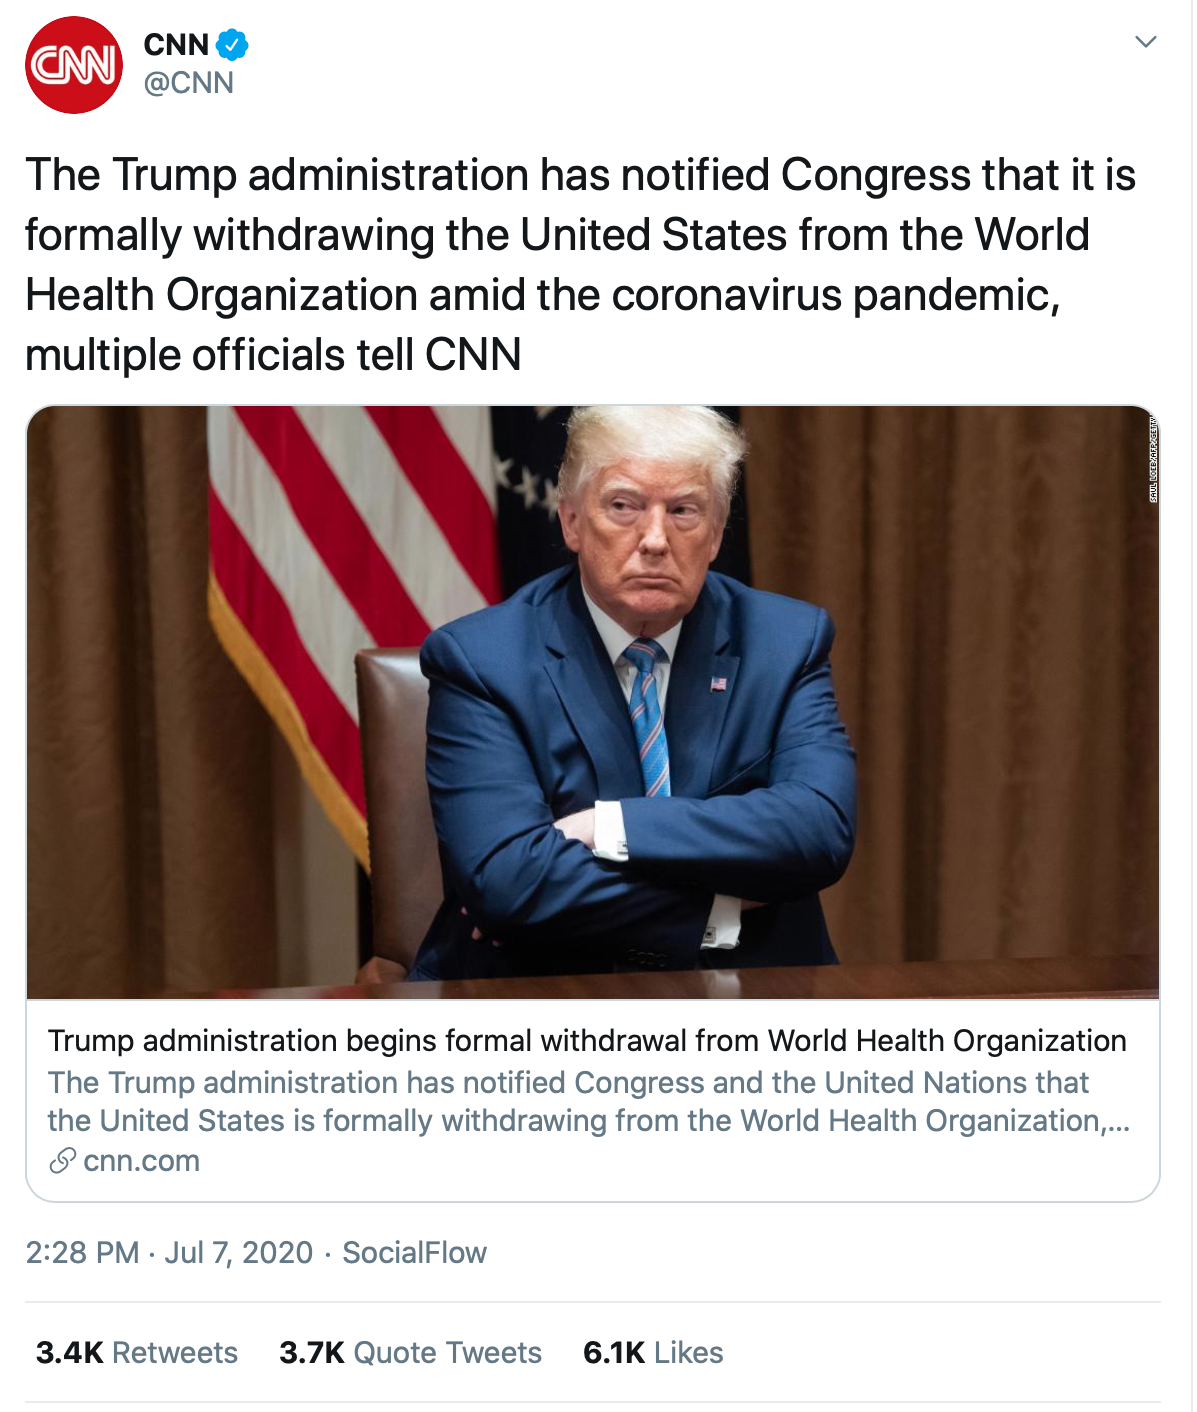 CNN
CNN
@CNN
The Trump administration has notified Congress that it is
formally withdrawing the United States from the World
Health Organization amid the coronavirus pandemic,
multiple officials tell CNN
SAUL LOEB/AFP/GETTY
Trump administration begins formal withdrawal from World Health Organization
The Trump administration has notified Congress and the United Nations that
the United States is formally withdrawing from the World Health Organization,...
cnn.com
2:28 PM · Jul 7, 2020 · SocialFlow
3.4K Retweets 3.7K Quote Tweets 6.1K Likes